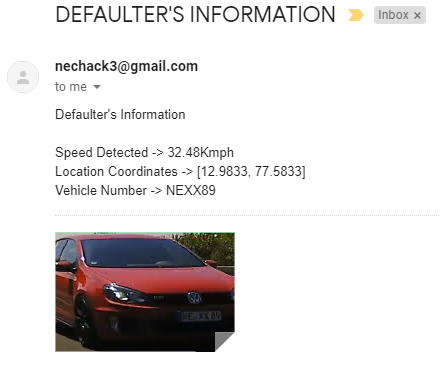 DEFAULTER'S INFORMATION Inbox ×
nechack3@gmail.com
to me
Defaulter's Information
Speed Detected -> 32.48Kmph
Location Coordinates -> [12.9833, 77.5833]
Vehicle Number -> NEXX89